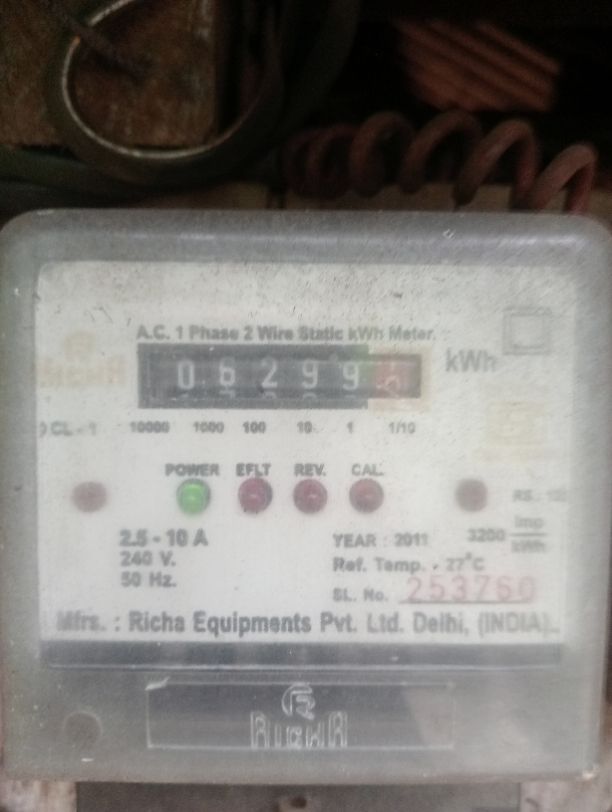 A.C. 1 Phase 2 Wire Static kWh Meter.
RICHA
0 6 2 9 9
kWh
CL - 1
10000 1000 100 10 1 1/10
POWER EFLT REV. CAL.
2.5 - 10 A
240 V.
50 Hz.
YEAR : 2011
3200 Imp
kWh
Ref. Temp. - 27°C
SL. No. 253760
Mfrs. : Richa Equipments Pvt. Ltd. Delhi, (INDIA).
RICHA